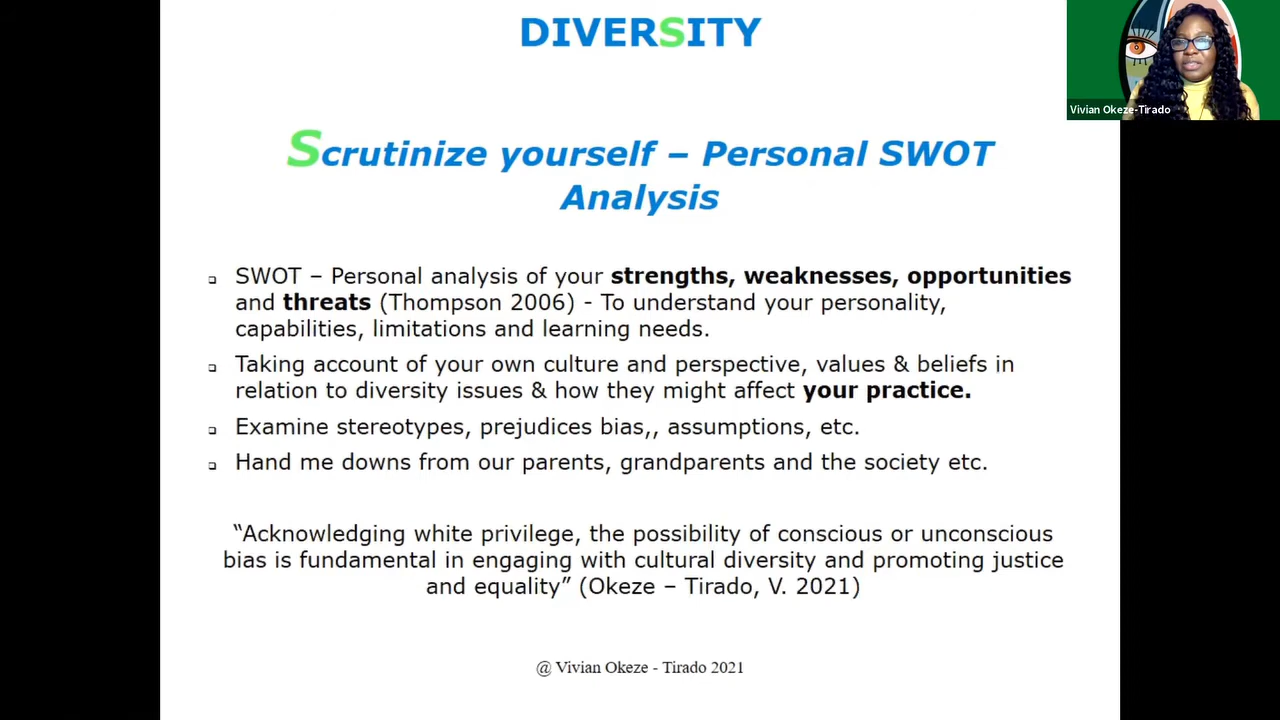 DIVERSITY
Vivian Okeze-Tirado
Scrutinize yourself – Personal SWOT
Analysis
SWOT – Personal analysis of your strengths, weaknesses, opportunities
and threats (Thompson 2006) - To understand your personality,
capabilities, limitations and learning needs.
Taking account of your own culture and perspective, values & beliefs in
relation to diversity issues & how they might affect your practice.
Examine stereotypes, prejudices bias,, assumptions, etc.
Hand me downs from our parents, grandparents and the society etc.
“Acknowledging white privilege, the possibility of conscious or unconscious
bias is fundamental in engaging with cultural diversity and promoting justice
and equality” (Okeze – Tirado, V. 2021)
@ Vivian Okeze - Tirado 2021